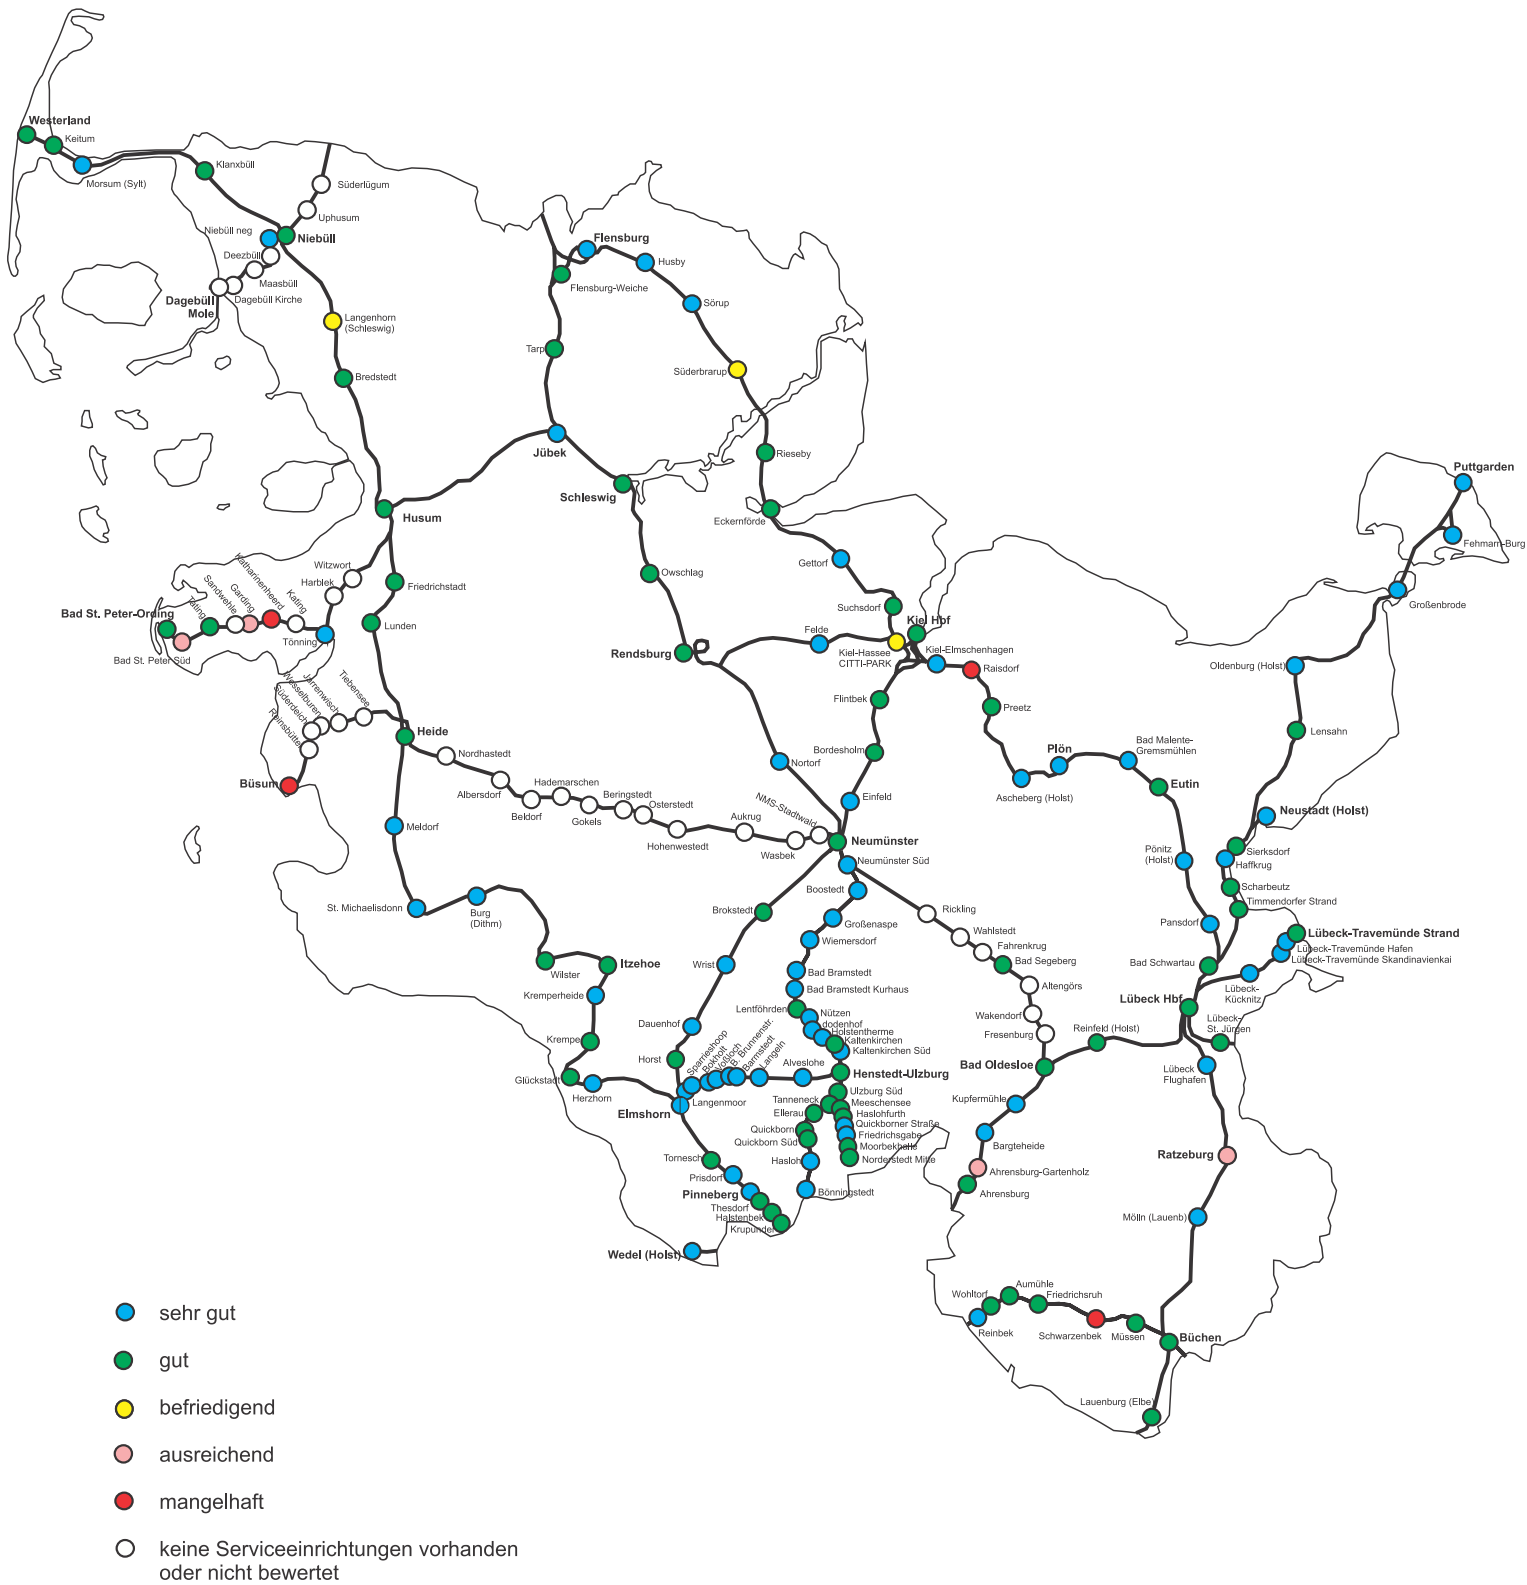 Westerland
Keitum
Morsum (Sylt)
Klanxbüll
Süderlügum
Uphusum
Niebüll neg
Niebüll
Deezbüll
Maasbüll
Dagebüll Kirche
Dagebüll
Mole
Langenhorn
(Schleswig)
Bredstedt
Flensburg
Husby
Flensburg-Weiche
Sörup
Tarp
Süderbrarup
Jübek
Rieseby
Schleswig
Eckernförde
Husum
Puttgarden
Fehmarn-Burg
Großenbrode
Gettorf
Owschlag
Suchsdorf
Witzwort
Harblek
Friedrichstadt
Katharinenheerd
Sandwehle
Garding
Kating
Tating
Bad St. Peter-Ording
Bad St. Peter Süd
Tönning
Lunden
Felde
Kiel Hbf
Kiel-Hassee
CITTI-PARK
Kiel-Elmschenhagen
Raisdorf
Rendsburg
Oldenburg (Holst)
Tiebensee
Jarrenwisch
Wesselburen
Süderdeich
Reinsbüttel
Flintbek
Preetz
Heide
Lensahn
Nordhastedt
Bordesholm
Plön
Bad Malente-
Gremsmühlen
Nortorf
Büsum
Albersdorf
Hademarschen
Ascheberg (Holst)
Eutin
Beldorf
Beringstedt
Gokels
Osterstedt
Einfeld
NMS-Stadtwald
Aukrug
Hohenwestedt
Wasbek
Neumünster
Neustadt (Holst)
Meldorf
Neumünster Süd
Pönitz
(Holst)
Sierksdorf
Haffkrug
Boostedt
Scharbeutz
St. Michaelisdonn
Burg
(Dithm)
Brokstedt
Großenaspe
Rickling
Timmendorfer Strand
Pansdorf
Wiemersdorf
Wahlstedt
Fahrenkrug
Lübeck-Travemünde Strand
Lübeck-Travemünde Hafen
Lübeck-Travemünde Skandinavienkai
Wilster
Itzehoe
Wrist
Bad Segeberg
Bad Schwartau
Bad Bramstedt
Bad Bramstedt Kurhaus
Altengörs
Lübeck-
Kücknitz
Kremperheide
Lentföhrden
Nützen
dodenhof
Holstentherme
Kaltenkirchen
Kaltenkirchen Süd
Wakendorf
Fresenburg
Lübeck Hbf
Lübeck-
St. Jürgen
Dauenhof
Reinfeld (Holst)
Krempe
Horst
Sparrieshoop
Bokholt
Voßloch
B. Brunnenstr.
Barmstedt
Langeln
Alveslohe
Henstedt-Ulzburg
Bad Oldesloe
Lübeck
Flughafen
Glückstadt
Herzhorn
Langenmoor
Elmshorn
Ulzburg Süd
Tanneck
Meeschensee
Ellerau
Haslohfurth
Quickborner Straße
Quickborn
Friedrichsgabe
Quickborn Süd
Moorbekhalle
Norderstedt Mitte
Kupfermühle
Bargteheide
Tornesch
Hasloh
Ratzeburg
Ahrensburg-Gartenholz
Prisdorf
Ahrensburg
Pinneberg
Bönningstedt
Thesdorf
Halstenbek
Krupunder
Mölln (Lauenb)
Wedel (Holst)
Wohltorf
Aumühle
Friedrichsruh
Reinbek
Schwarzenbek
Müssen
Büchen
Lauenburg (Elbe)
sehr gut
gut
befriedigend
ausreichend
mangelhaft
keine Serviceeinrichtungen vorhanden
oder nicht bewertet